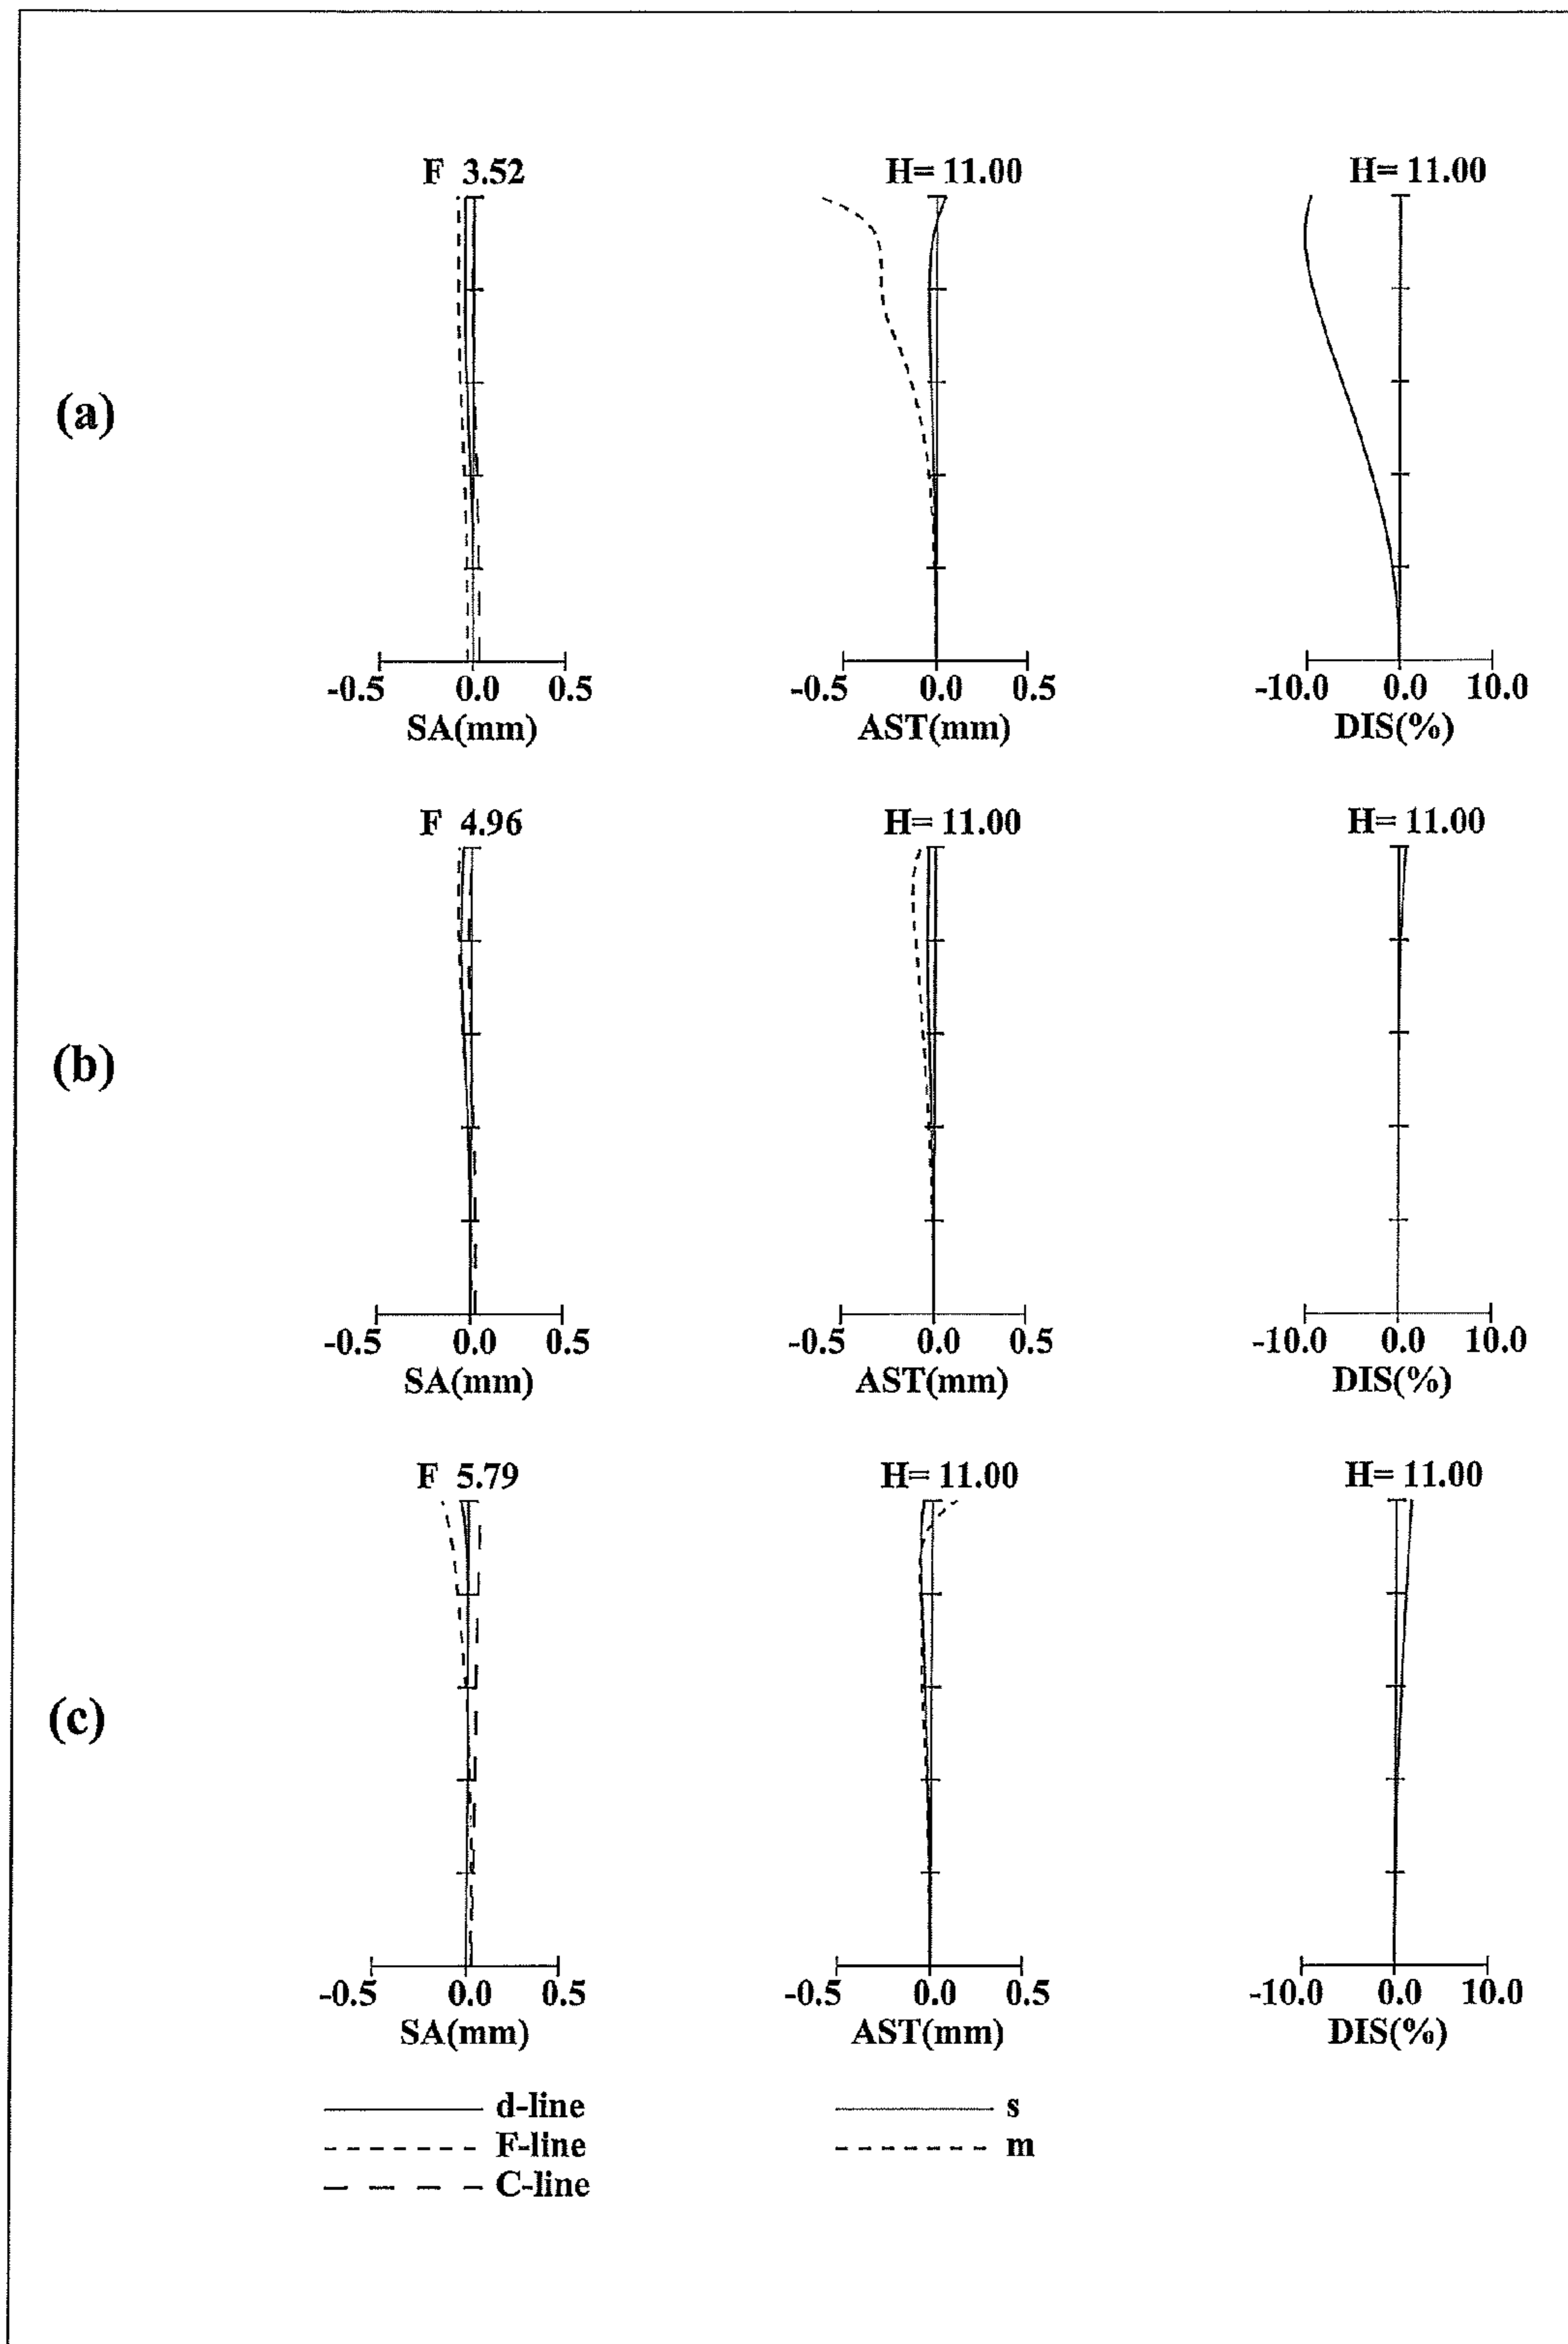 F 3.52 H= 11.00 H= 11.00
(a)
-0.5 0.0 0.5 -0.5 0.0 0.5 -10.0 0.0 10.0
SA(mm) AST(mm) DIS(%)
F 4.96 H= 11.00 H= 11.00
(b)
-0.5 0.0 0.5 -0.5 0.0 0.5 -10.0 0.0 10.0
SA(mm) AST(mm) DIS(%)
F 5.79 H= 11.00 H= 11.00
(c)
-0.5 0.0 0.5 -0.5 0.0 0.5 -10.0 0.0 10.0
SA(mm) AST(mm) DIS(%)
d-line s
F-line m
C-line